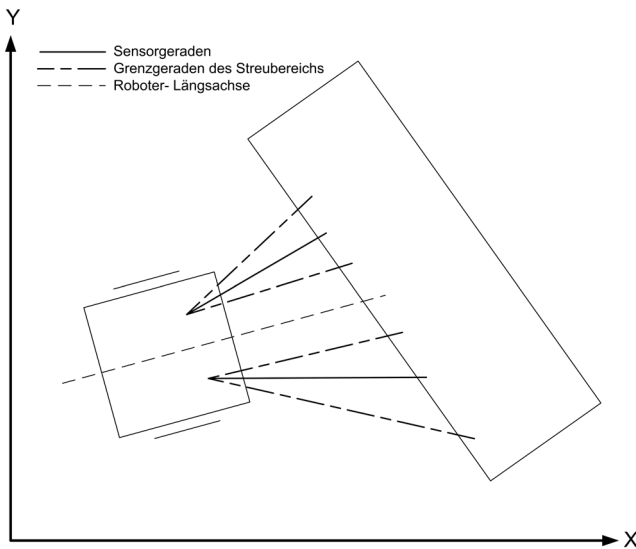 Y
Sensorgeraden
Grenzgeraden des Streubereichs
Roboter- Längsachse
X